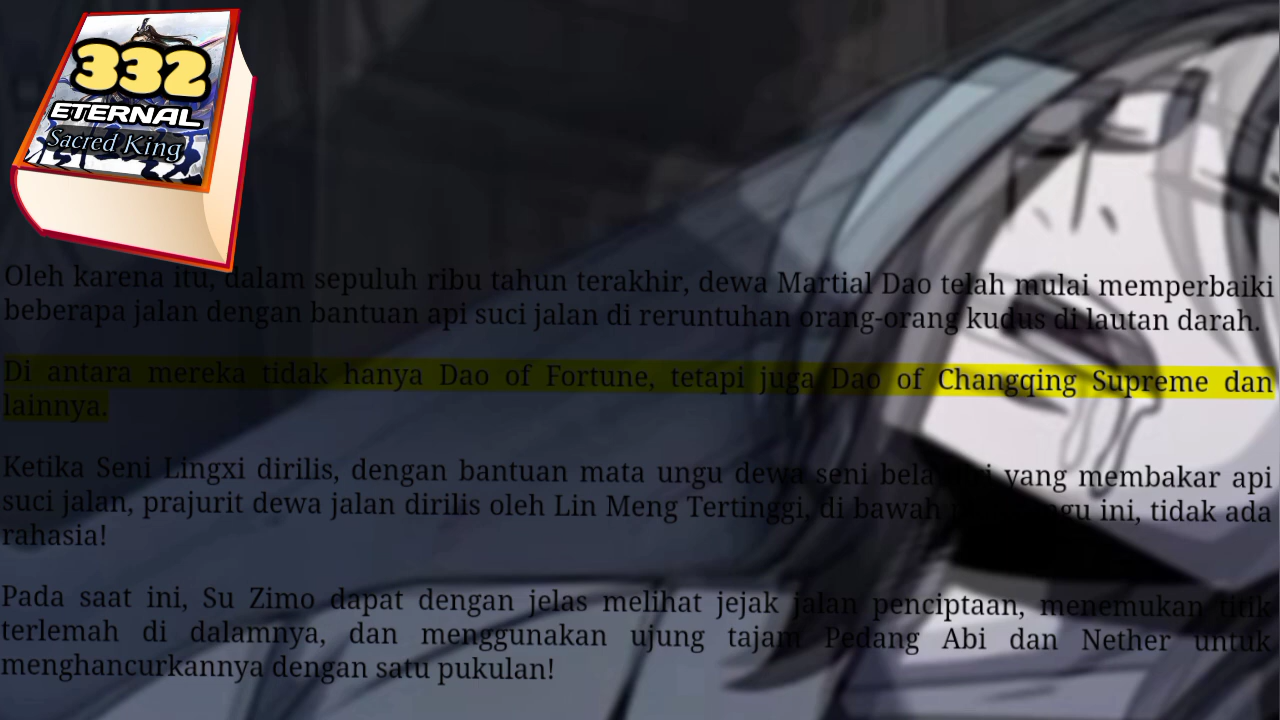 332
ETERNAL
Sacred King
Oleh karena itu, dalam sepuluh ribu tahun terakhir, dewa Martial Dao telah mulai memperbaiki
beberapa jalan dengan bantuan api suci jalan di reruntuhan orang-orang kudus di lautan darah.
Di antara mereka tidak hanya Dao of Fortune, tetapi juga Dao of Changqing Supreme dan
lainnya.
Ketika Seni Lingxi dirilis, dengan bantuan mata ungu dewa seni bela yang membakar api
suci jalan, prajurit dewa jalan dirilis oleh Lin Meng Tertinggi, di bawah ini, tidak ada
rahasia!
Pada saat ini, Su Zimo dapat dengan jelas melihat jejak jalan penciptaan, menemukan titik
terlemah di dalamnya, dan menggunakan ujung tajam Pedang Abi dan Nether untuk
menghancurkannya dengan satu pukulan!